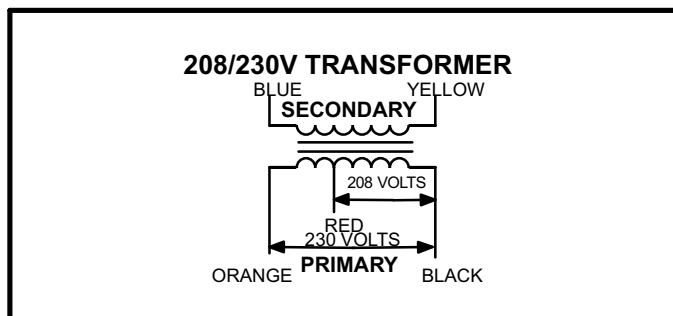 208/230V TRANSFORMER
BLUE YELLOW
SECONDARY
208 VOLTS
RED
230 VOLTS
PRIMARY
ORANGE BLACK